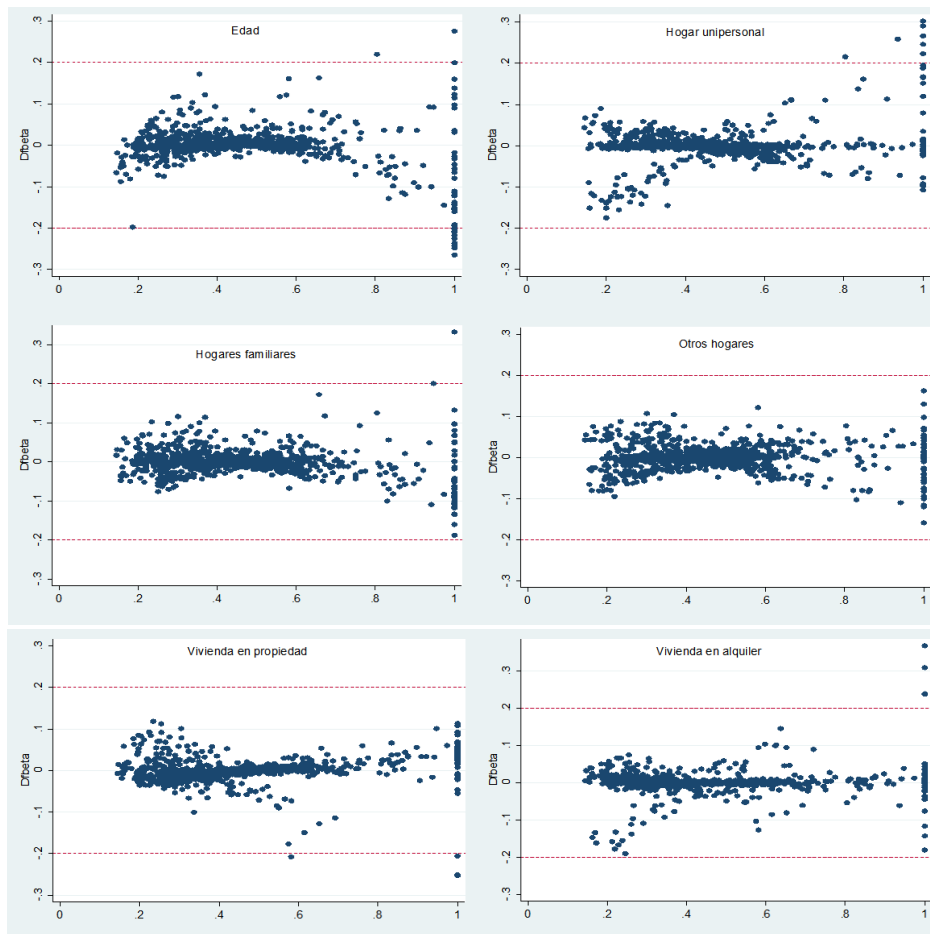 Edad
.3
.2
.1
0
-.1
-.2
-.3
Dfbeta
0 .2 .4 .6 .8 1
Hogar unipersonal
.3
.2
.1
0
-.1
-.2
-.3
Dfbeta
0 .2 .4 .6 .8 1
Hogares familiares
.3
.2
.1
0
-.1
-.2
-.3
Dfbeta
0 .2 .4 .6 .8 1
Otros hogares
.3
.2
.1
0
-.1
-.2
-.3
Dfbeta
0 .2 .4 .6 .8 1
Vivienda en propiedad
.3
.2
.1
0
-.1
-.2
-.3
Dfbeta
0 .2 .4 .6 .8 1
Vivienda en alquiler
.3
.2
.1
0
-.1
-.2
-.3
Dfbeta
0 .2 .4 .6 .8 1